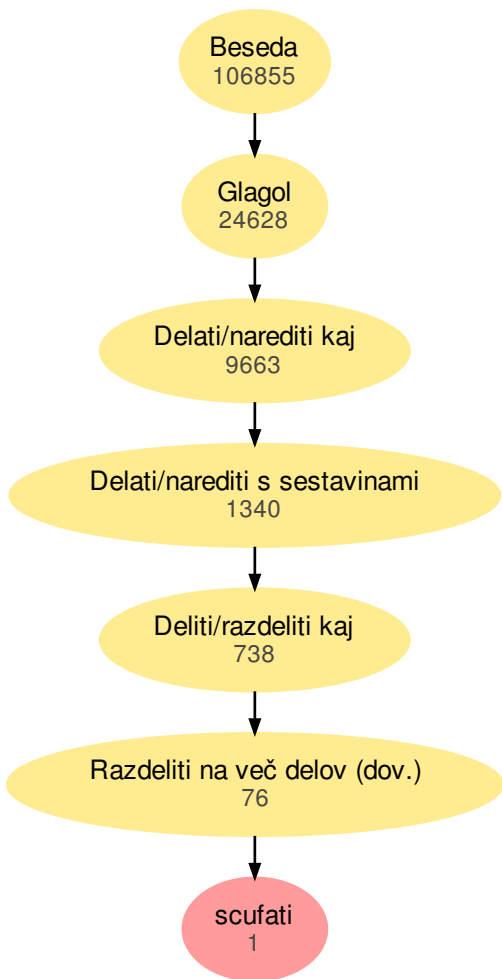 Beseda
106855
Glagol
24628
Delati/narediti kaj
9663
Delati/narediti s sestavinami
1340
Deliti/razdeliti kaj
738
Razdeliti na več delov (dov.)
76
scufati
1